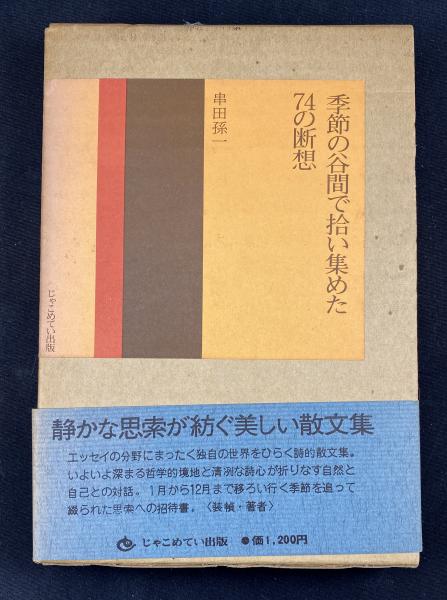 季節の谷間で拾い集めた
74の断想
串田孫一
じゃこめてい出版
静かな思索が紡ぐ美しい散文集
エッセイの分野にまったく独自の世界をひらく詩的散文集。
いよいよ深まる哲学的境地と清冽な詩心が折りなす自然と
自己との対話。1月から12月まで移ろい行く季節を追って
綴られた思索への招待書。〈装幀・著者〉
じゃこめてい出版 ●価1,200円